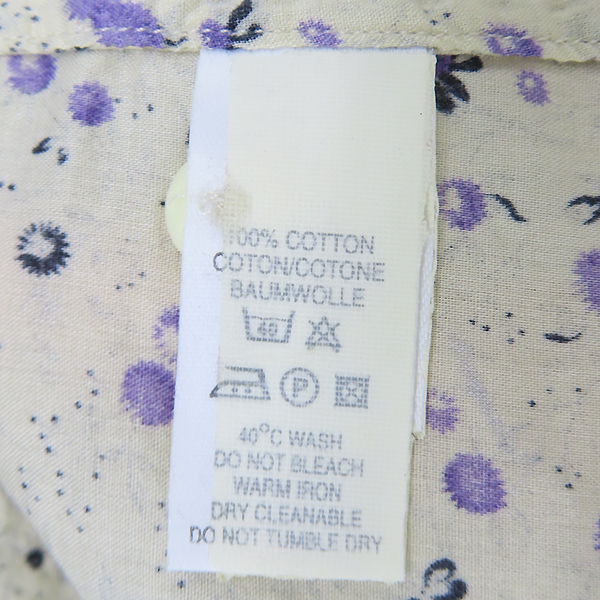 100% COTTON
COTON/COTONE
BAUMWOLLE
40
P
40°C WASH
DO NOT BLEACH
WARM IRON
DRY CLEANABLE
DO NOT TUMBLE DRY